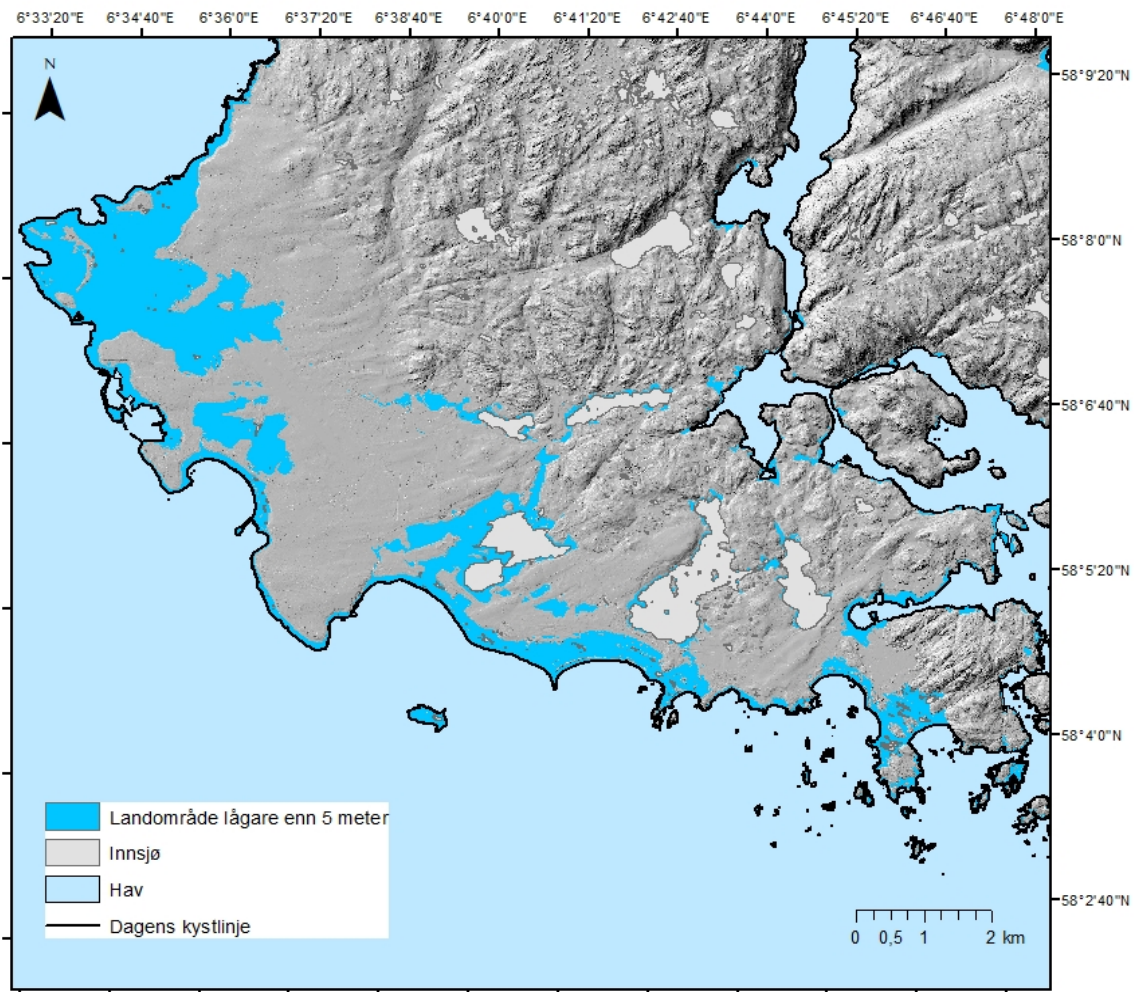 6°33'20"E 6°34'40"E 6°36'0"E 6°37'20"E 6°38'40"E 6°40'0"E 6°41'20"E 6°42'40"E 6°44'0"E 6°45'20"E 6°46'40"E 6°48'0"E
N
58°9'20"N
58°8'0"N
58°6'40"N
58°5'20"N
58°4'0"N
58°2'40"N
Landområde lågare enn 5 meter
Innsjø
Hav
Dagens kystlinje
0 0,5 1 2 km